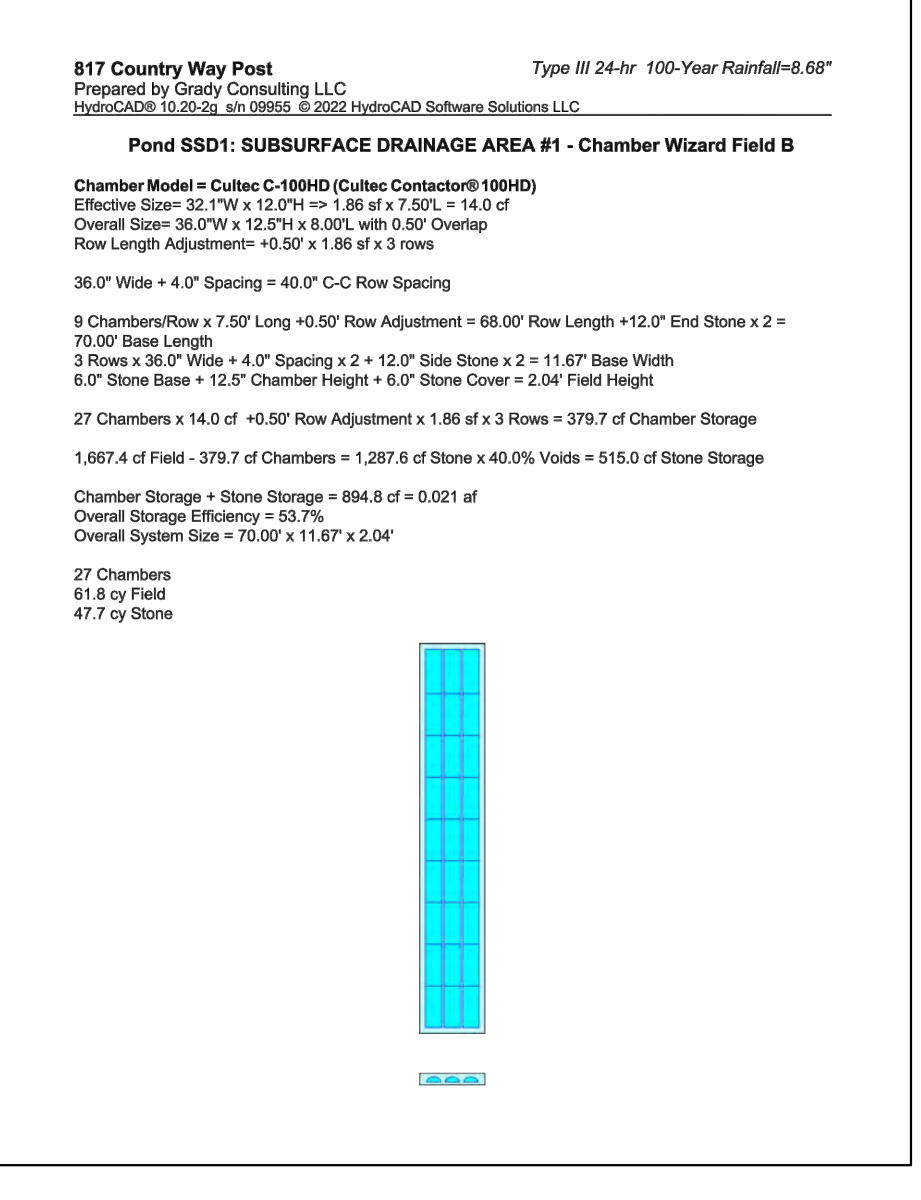 817 Country Way Post
Type III 24-hr 100-Year Rainfall=8.68"
Prepared by Grady Consulting LLC
HydroCAD® 10.20-2g s/n 09955 © 2022 HydroCAD Software Solutions LLC
Pond SSD1: SUBSURFACE DRAINAGE AREA #1 - Chamber Wizard Field B
Chamber Model = Cultec C-100HD (Cultec Contactor® 100HD)
Effective Size= 32.1"W x 12.0"H => 1.86 sf x 7.50'L = 14.0 cf
Overall Size= 36.0"W x 12.5"H x 8.00'L with 0.50' Overlap
Row Length Adjustment= +0.50' x 1.86 sf x 3 rows
36.0" Wide + 4.0" Spacing = 40.0" C-C Row Spacing
9 Chambers/Row x 7.50' Long +0.50' Row Adjustment = 68.00' Row Length +12.0" End Stone x 2 =
70.00' Base Length
3 Rows x 36.0" Wide + 4.0" Spacing x 2 + 12.0" Side Stone x 2 = 11.67' Base Width
6.0" Stone Base + 12.5" Chamber Height + 6.0" Stone Cover = 2.04' Field Height
27 Chambers x 14.0 cf +0.50' Row Adjustment x 1.86 sf x 3 Rows = 379.7 cf Chamber Storage
1,667.4 cf Field - 379.7 cf Chambers = 1,287.6 cf Stone x 40.0% Voids = 515.0 cf Stone Storage
Chamber Storage + Stone Storage = 894.8 cf = 0.021 af
Overall Storage Efficiency = 53.7%
Overall System Size = 70.00' x 11.67' x 2.04'
27 Chambers
61.8 cy Field
47.7 cy Stone